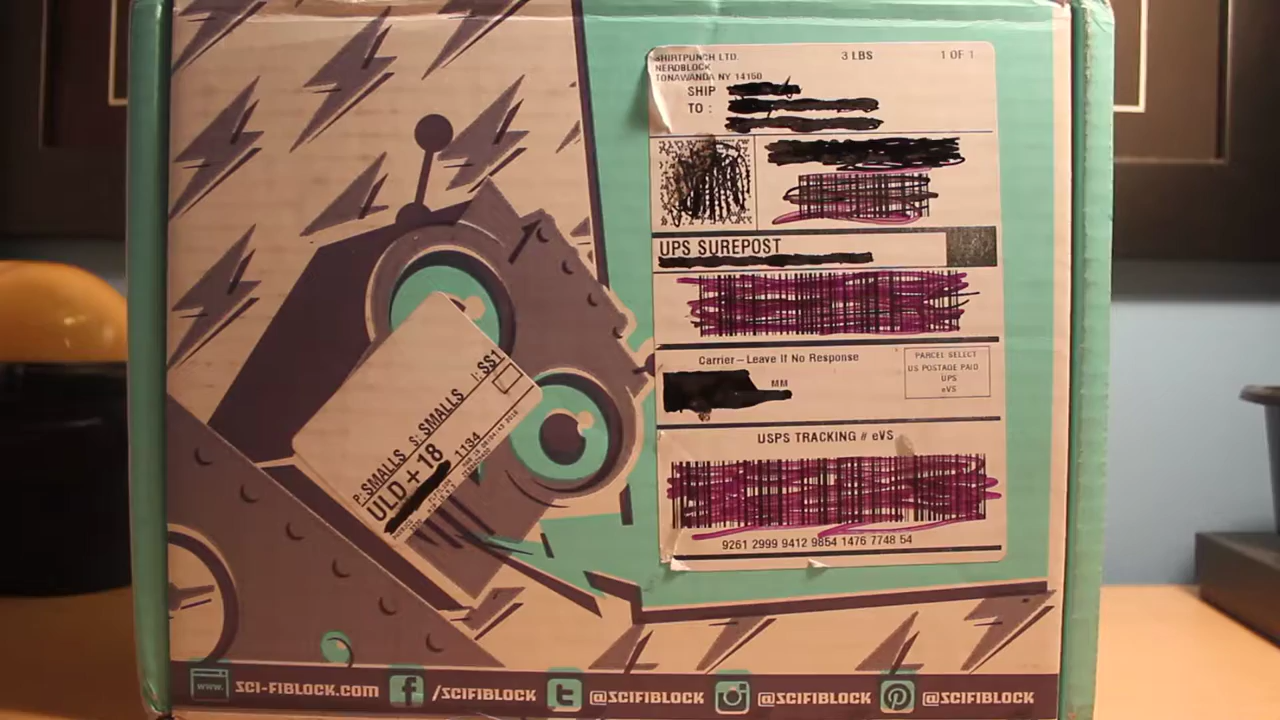 SHIRTPUNCH LTD. 3 LBS 1 OF 1
NERDBLOCK
TONAWANDA NY 14150
SHIP
TO :
UPS SUREPOST
Carrier – Leave If No Response
MM
PARCEL SELECT
US POSTAGE PAID
UPS
eVS
USPS TRACKING # eVS
9261 2999 9412 9854 1476 7748 54
P: SMALLS S: SMALLS I: SS1
ULD + 18 1134
www. SCI-FIBLOCK.COM f /SCIFIBLOCK t @SCIFIBLOCK @SCIFIBLOCK @SCIFIBLOCK